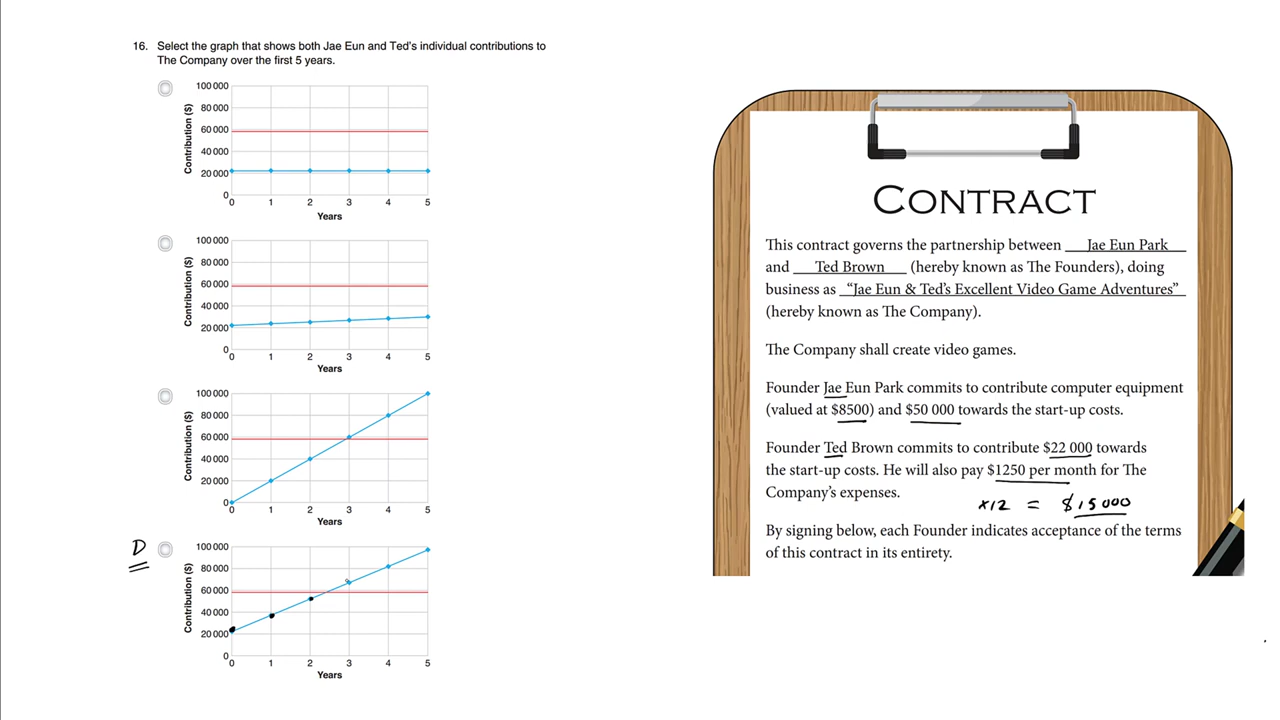 16. Select the graph that shows both Jae Eun and Ted's individual contributions to
The Company over the first 5 years.
100 000
80 000
60 000
40 000
20 000
0
Contribution ($)
0 1 2 3 4 5
Years
100 000
80 000
60 000
40 000
20 000
0
Contribution ($)
0 1 2 3 4 5
Years
100 000
80 000
60 000
40 000
20 000
0
Contribution ($)
0 1 2 3 4 5
Years
D
100 000
80 000
60 000
40 000
20 000
0
Contribution ($)
0 1 2 3 4 5
Years
CONTRACT
This contract governs the partnership between Jae Eun Park
and Ted Brown (hereby known as The Founders), doing
business as “Jae Eun & Ted’s Excellent Video Game Adventures”
(hereby known as The Company).
The Company shall create video games.
Founder Jae Eun Park commits to contribute computer equipment
(valued at $8500) and $50 000 towards the start-up costs.
Founder Ted Brown commits to contribute $22 000 towards
the start-up costs. He will also pay $1250 per month for The
Company’s expenses.
×12 = $15 000
By signing below, each Founder indicates acceptance of the terms
of this contract in its entirety.